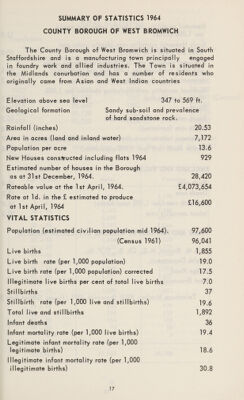 SUMMARY OF STATISTICS 1964
COUNTY BOROUGH OF WEST BROMWICH
The County Borough of West Bromwich is situated in South
Staffordshire and is a manufacturing town principally engaged
in foundry work and allied industries. The Town is situated in
the Midlands conurbation and has a number of residents who
originally came from Asian and West Indian countries
Elevation above sea level 347 to 569 ft.
Geological formation Sandy sub-soil and prevalence
of hard sandstone rock.
Rainfall (inches) 20.53
Area in acres (land and inland water) 7,172
Population per acre 13.6
New Houses constructed including flats 1964 929
Estimated number of houses in the Borough
as at 31st December, 1964. 28,420
Rateable value at the 1st April, 1964. £4,073,654
Rate at 1d. in the £ estimated to produce
at 1st April, 1964 £16,600
VITAL STATISTICS
Population (estimated civilian population mid 1964). 97,600
(Census 1961) 96,041
Live births 1,855
Live birth rate (per 1,000 population) 19.0
Live birth rate (per 1,000 population) corrected 17.5
Illegitimate live births per cent of total live births 7.0
Stillbirths 37
Stillbirth rate (per 1,000 live and stillbirths) 19.6
Total live and stillbirths 1,892
Infant deaths 36
Infant mortality rate (per 1,000 live births) 19.4
Legitimate infant mortality rate (per 1,000
legitimate births) 18.6
Illegitimate infant mortality rate (per 1,000
illegitimate births) 30.8
17